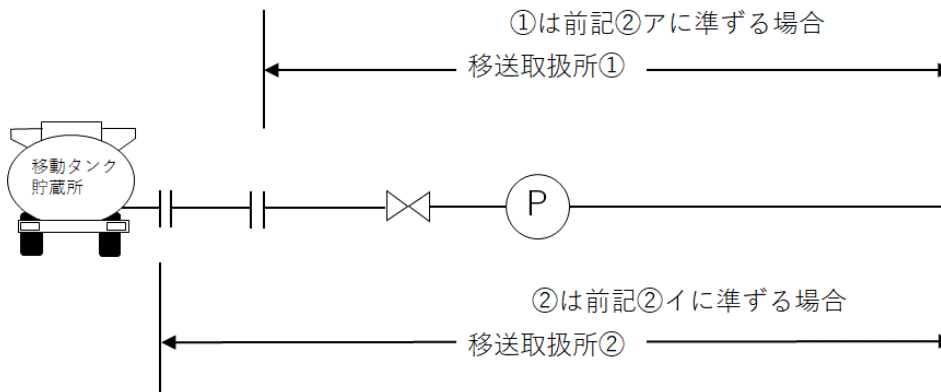 ①は前記②アに準ずる場合
移送取扱所①
移動タンク
貯蔵所
P
②は前記②イに準ずる場合
移送取扱所②